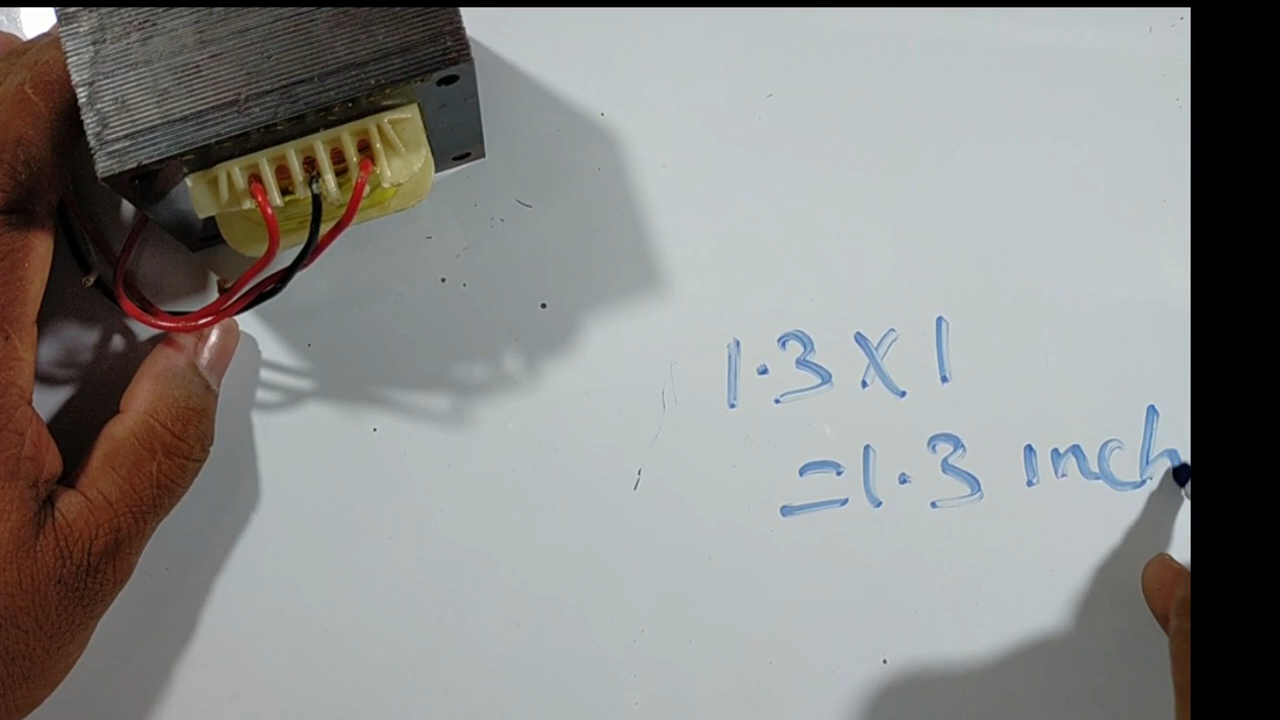 1.3 x 1
= 1.3 inch